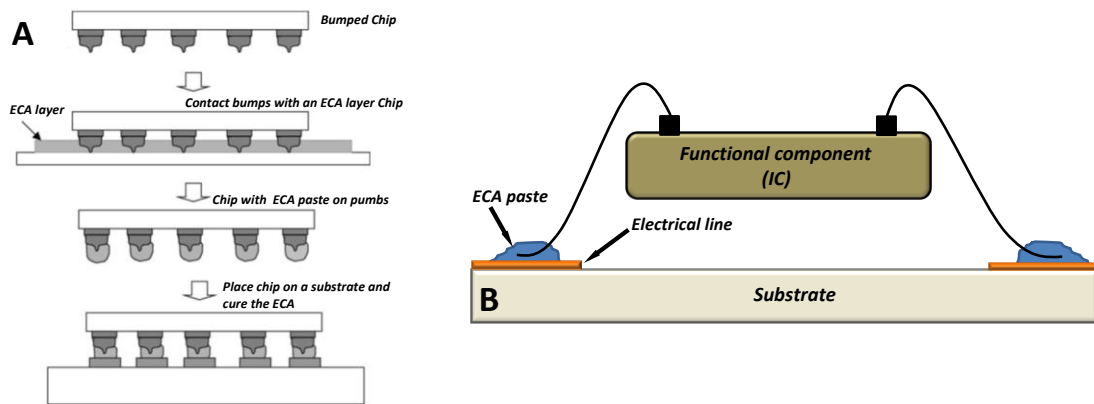 A
Bumped Chip
Contact bumps with an ECA layer Chip
ECA layer
Chip with ECA paste on pumbs
Place chip on a substrate and
cure the ECA
Functional component
(IC)
ECA paste
Electrical line
B
Substrate